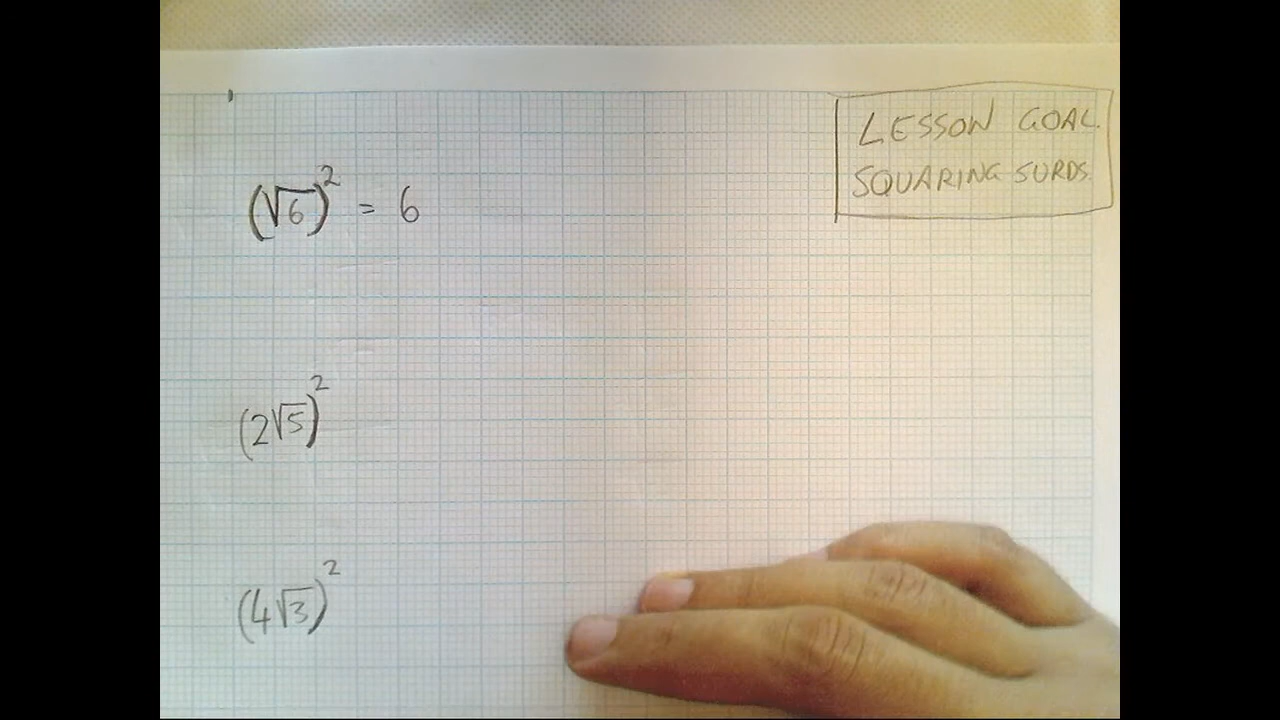 LESSON GOAL.
SQUARING SURDS.
(√6)² = 6
(2√5)²
(4√3)²